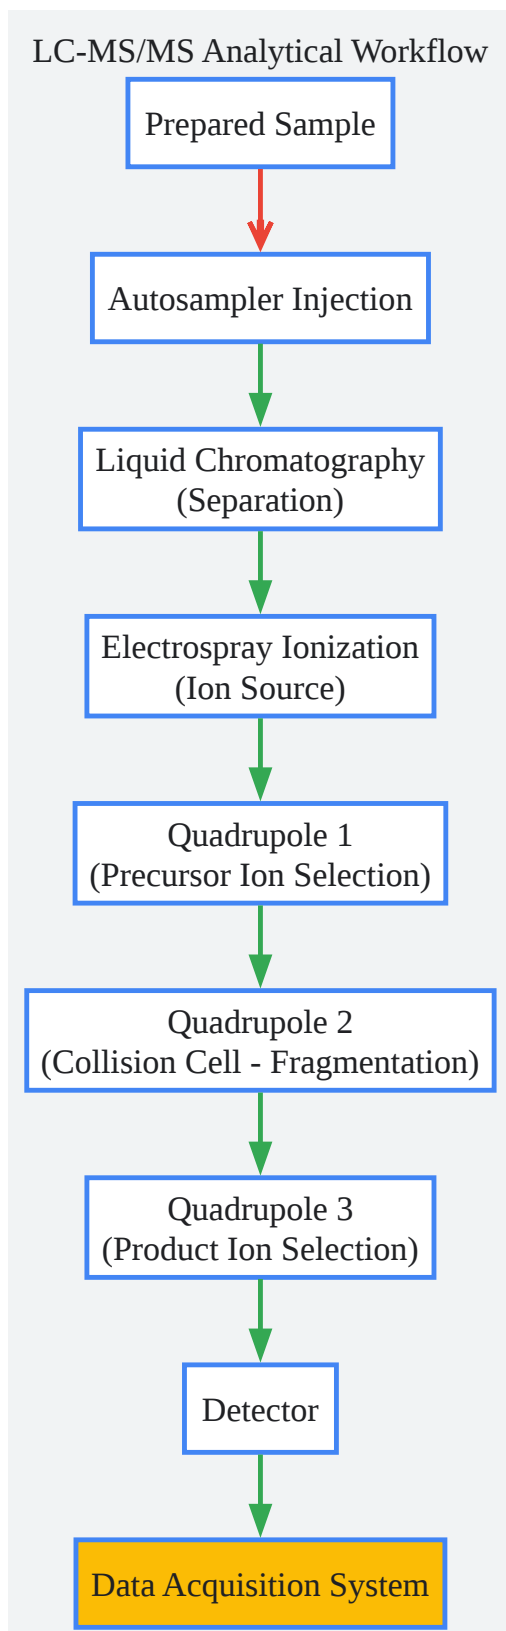 LC-MS/MS Analytical Workflow
Prepared Sample
Autosampler Injection
Liquid Chromatography
(Separation)
Electrospray Ionization
(Ion Source)
Quadrupole 1
(Precursor Ion Selection)
Quadrupole 2
(Collision Cell - Fragmentation)
Quadrupole 3
(Product Ion Selection)
Detector
Data Acquisition System